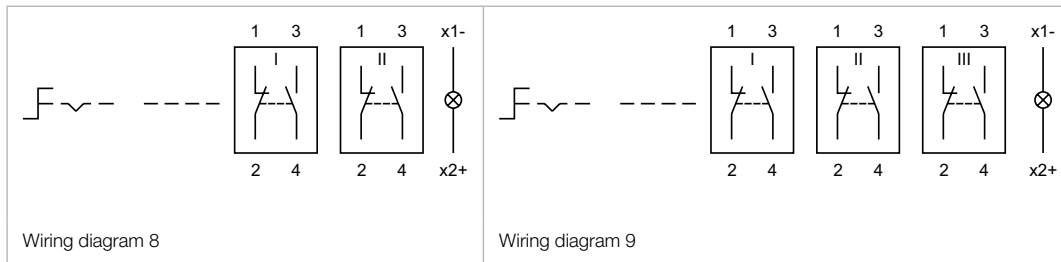 1 3 1 3 x1-
I II
2 4 2 4 x2+
Wiring diagram 8
1 3 1 3 1 3 x1-
I II III
2 4 2 4 2 4 x2+
Wiring diagram 9